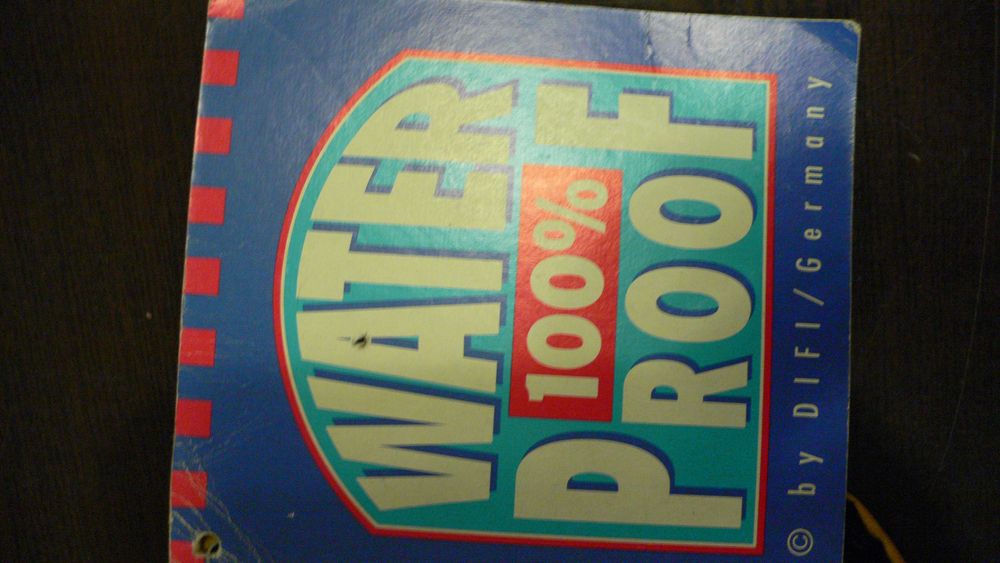 WATER
100%
PROOF
© by DIFI/Germany